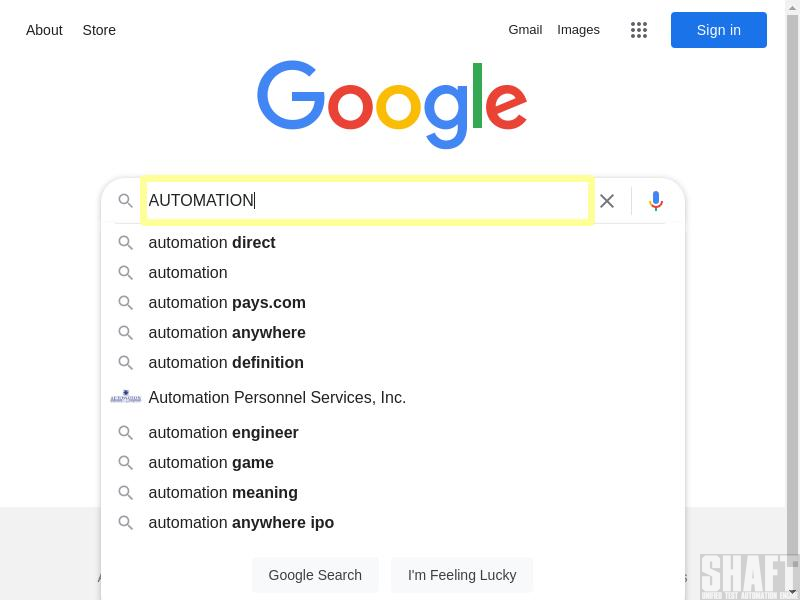 About Store Gmail Images Sign in
Google
AUTOMATION
automation direct
automation
automation pays.com
automation anywhere
automation definition
Automation Personnel Services, Inc.
automation engineer
automation game
automation meaning
automation anywhere ipo
Google Search I'm Feeling Lucky
SHAFT